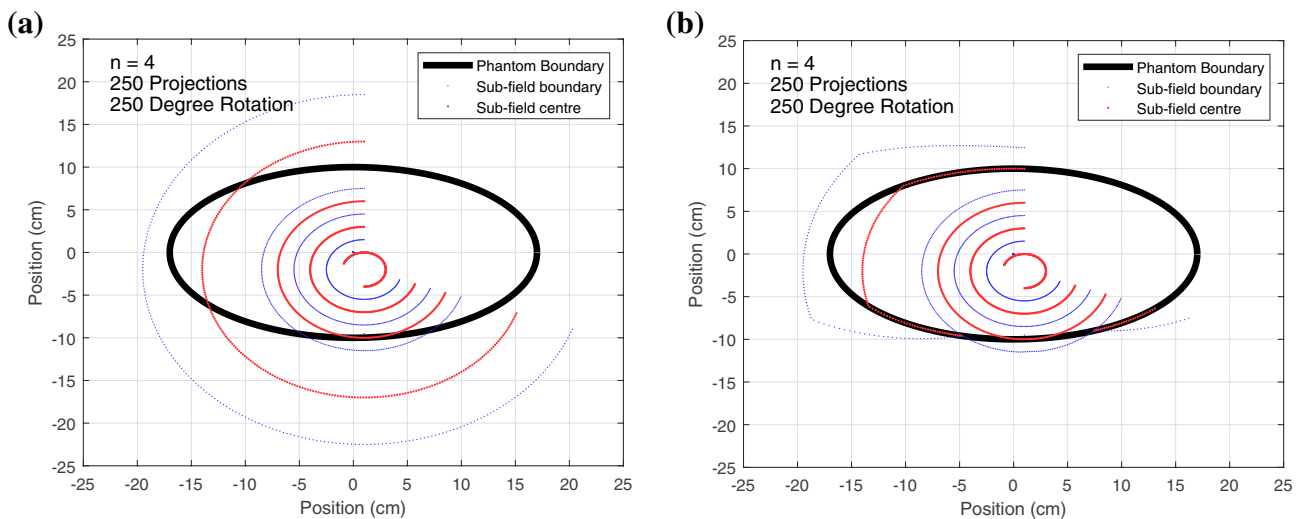 (a)
n = 4
250 Projections
250 Degree Rotation
Phantom Boundary
Sub-field boundary
Sub-field centre
25
20
15
10
5
0
-5
-10
-15
-20
-25
Position (cm)
-25 -20 -15 -10 -5 0 5 10 15 20 25
Position (cm)
(b)
n = 4
250 Projections
250 Degree Rotation
Phantom Boundary
Sub-field boundary
Sub-field centre
25
20
15
10
5
0
-5
-10
-15
-20
-25
Position (cm)
-25 -20 -15 -10 -5 0 5 10 15 20 25
Position (cm)